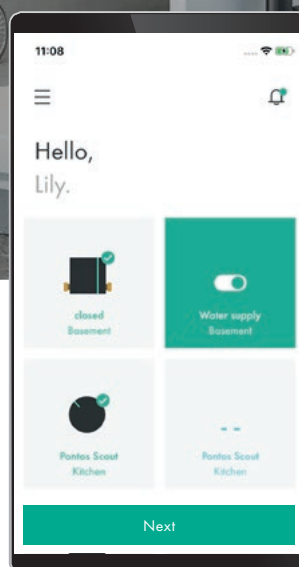 11:08
Hello,
Lily.
closed
Basement
Water supply
Basement
Pontos Scout
Kitchen
- -
Pontos Scout
Kitchen
Next